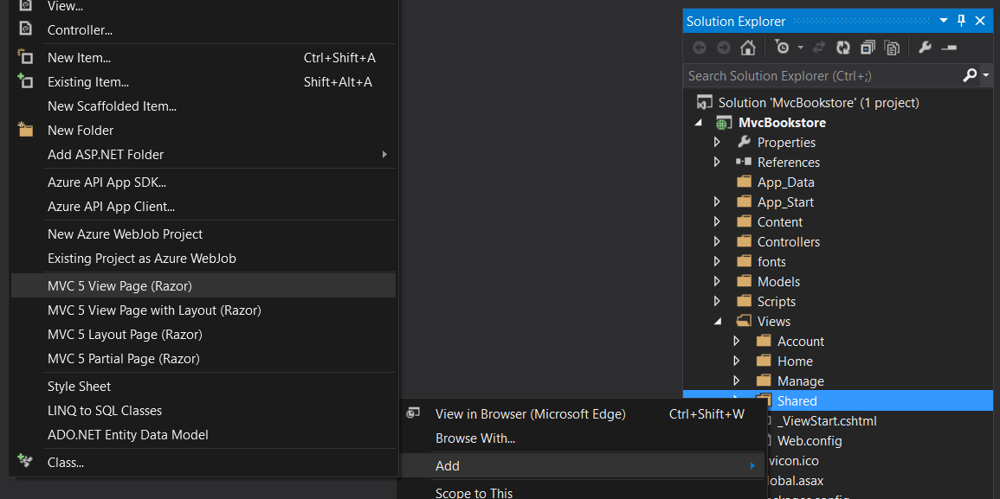 View...
Controller...
New Item... Ctrl+Shift+A
Existing Item... Shift+Alt+A
New Scaffolded Item...
New Folder
Add ASP.NET Folder
Azure API App SDK...
Azure API App Client...
New Azure WebJob Project
Existing Project as Azure WebJob
MVC 5 View Page (Razor)
MVC 5 View Page with Layout (Razor)
MVC 5 Layout Page (Razor)
MVC 5 Partial Page (Razor)
Style Sheet
LINQ to SQL Classes
ADO.NET Entity Data Model
Class...
View in Browser (Microsoft Edge) Ctrl+Shift+W
Browse With...
Add
Scope to This
Solution Explorer
Search Solution Explorer (Ctrl+;)
Solution 'MvcBookstore' (1 project)
MvcBookstore
Properties
References
App_Data
App_Start
Content
Controllers
fonts
Models
Scripts
Views
Account
Home
Manage
Shared
_ViewStart.cshtml
Web.config
vicon.ico
obal.asax